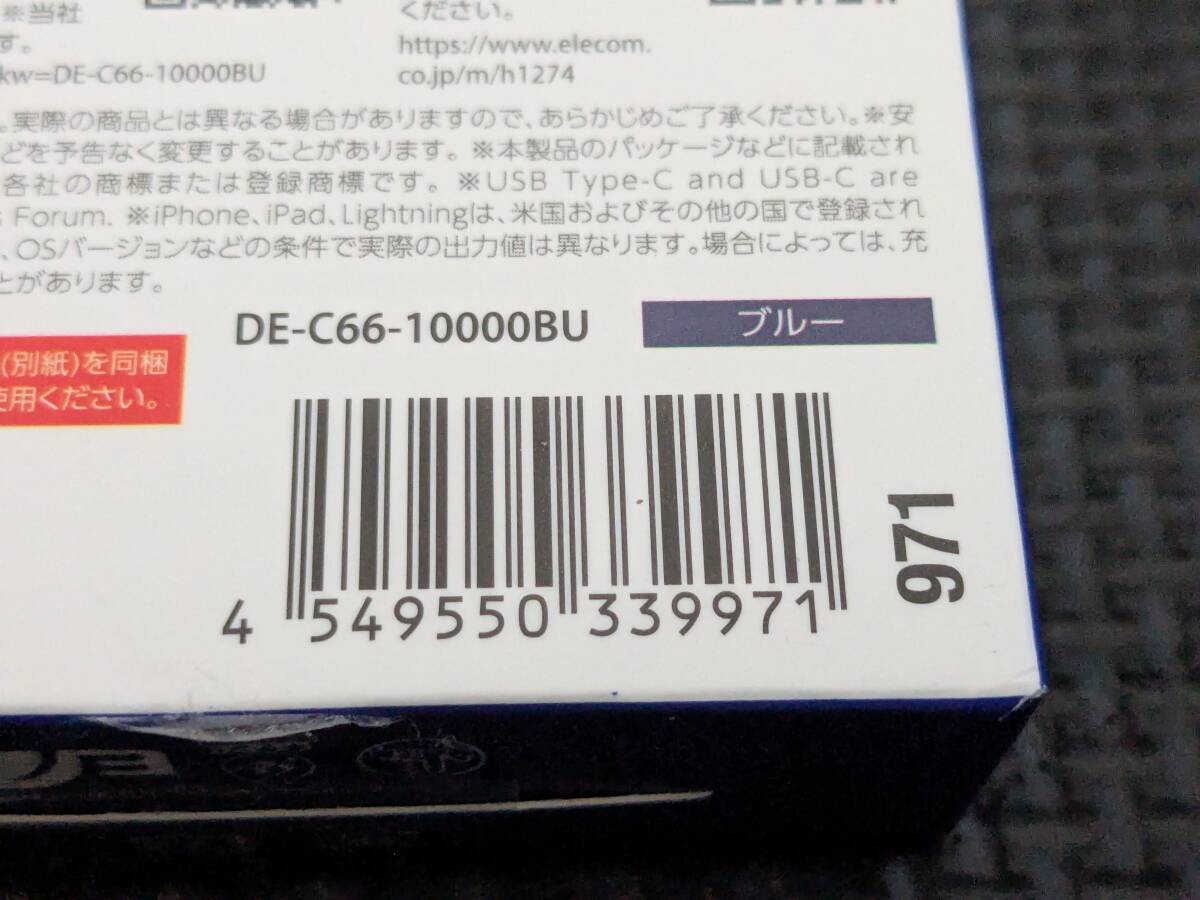 ※当社
ください。
す。
https://www.elecom.
kw=DE-C66-10000BU
co.jp/m/h1274
。実際の商品とは異なる場合がありますので、あらかじめご了承ください。※安
どを予告なく変更することがあります。※本製品のパッケージなどに記載され
各社の商標または登録商標です。※USB Type-C and USB-C are
s Forum. ※iPhone、iPad、Lightningは、米国およびその他の国で登録され
、OSバージョンなどの条件で実際の出力値は異なります。場合によっては、充
とがあります。
DE-C66-10000BU
ブルー
(別紙)を同梱
使用ください。
4 549550 339971
971